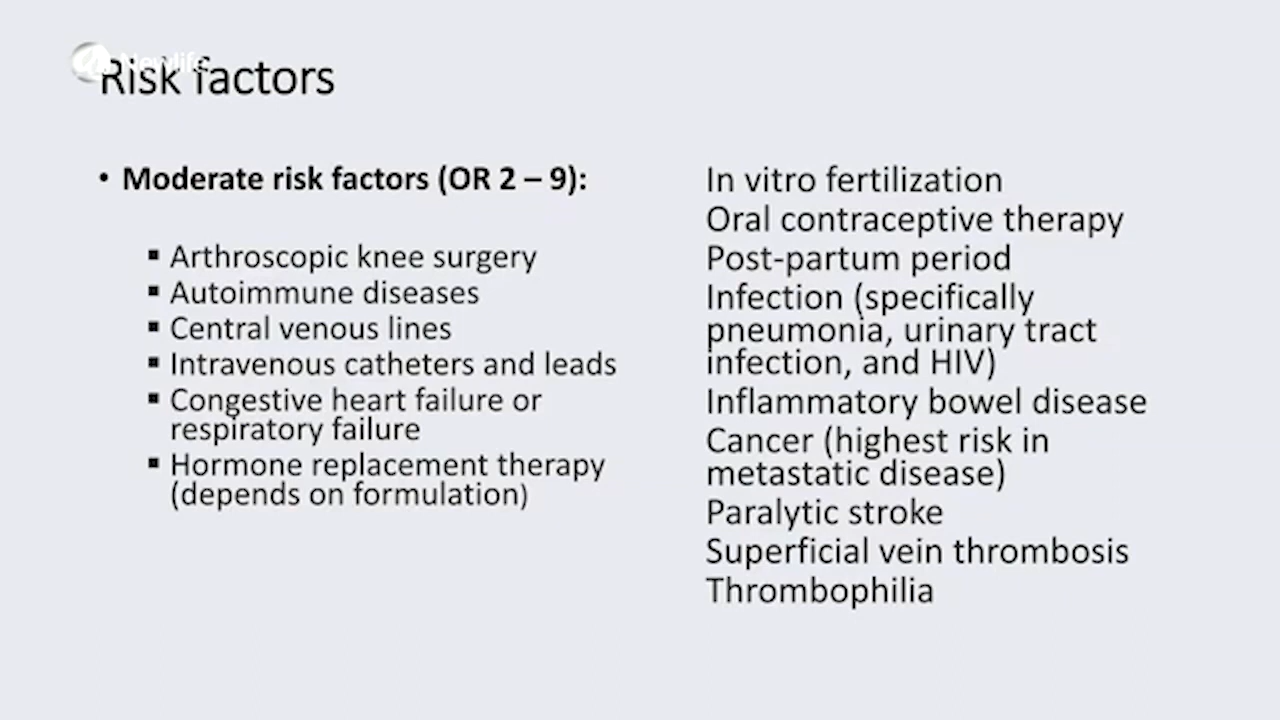 Newlife
Risk factors
• Moderate risk factors (OR 2 – 9):
▪ Arthroscopic knee surgery
▪ Autoimmune diseases
▪ Central venous lines
▪ Intravenous catheters and leads
▪ Congestive heart failure or
respiratory failure
▪ Hormone replacement therapy
(depends on formulation)
In vitro fertilization
Oral contraceptive therapy
Post-partum period
Infection (specifically
pneumonia, urinary tract
infection, and HIV)
Inflammatory bowel disease
Cancer (highest risk in
metastatic disease)
Paralytic stroke
Superficial vein thrombosis
Thrombophilia